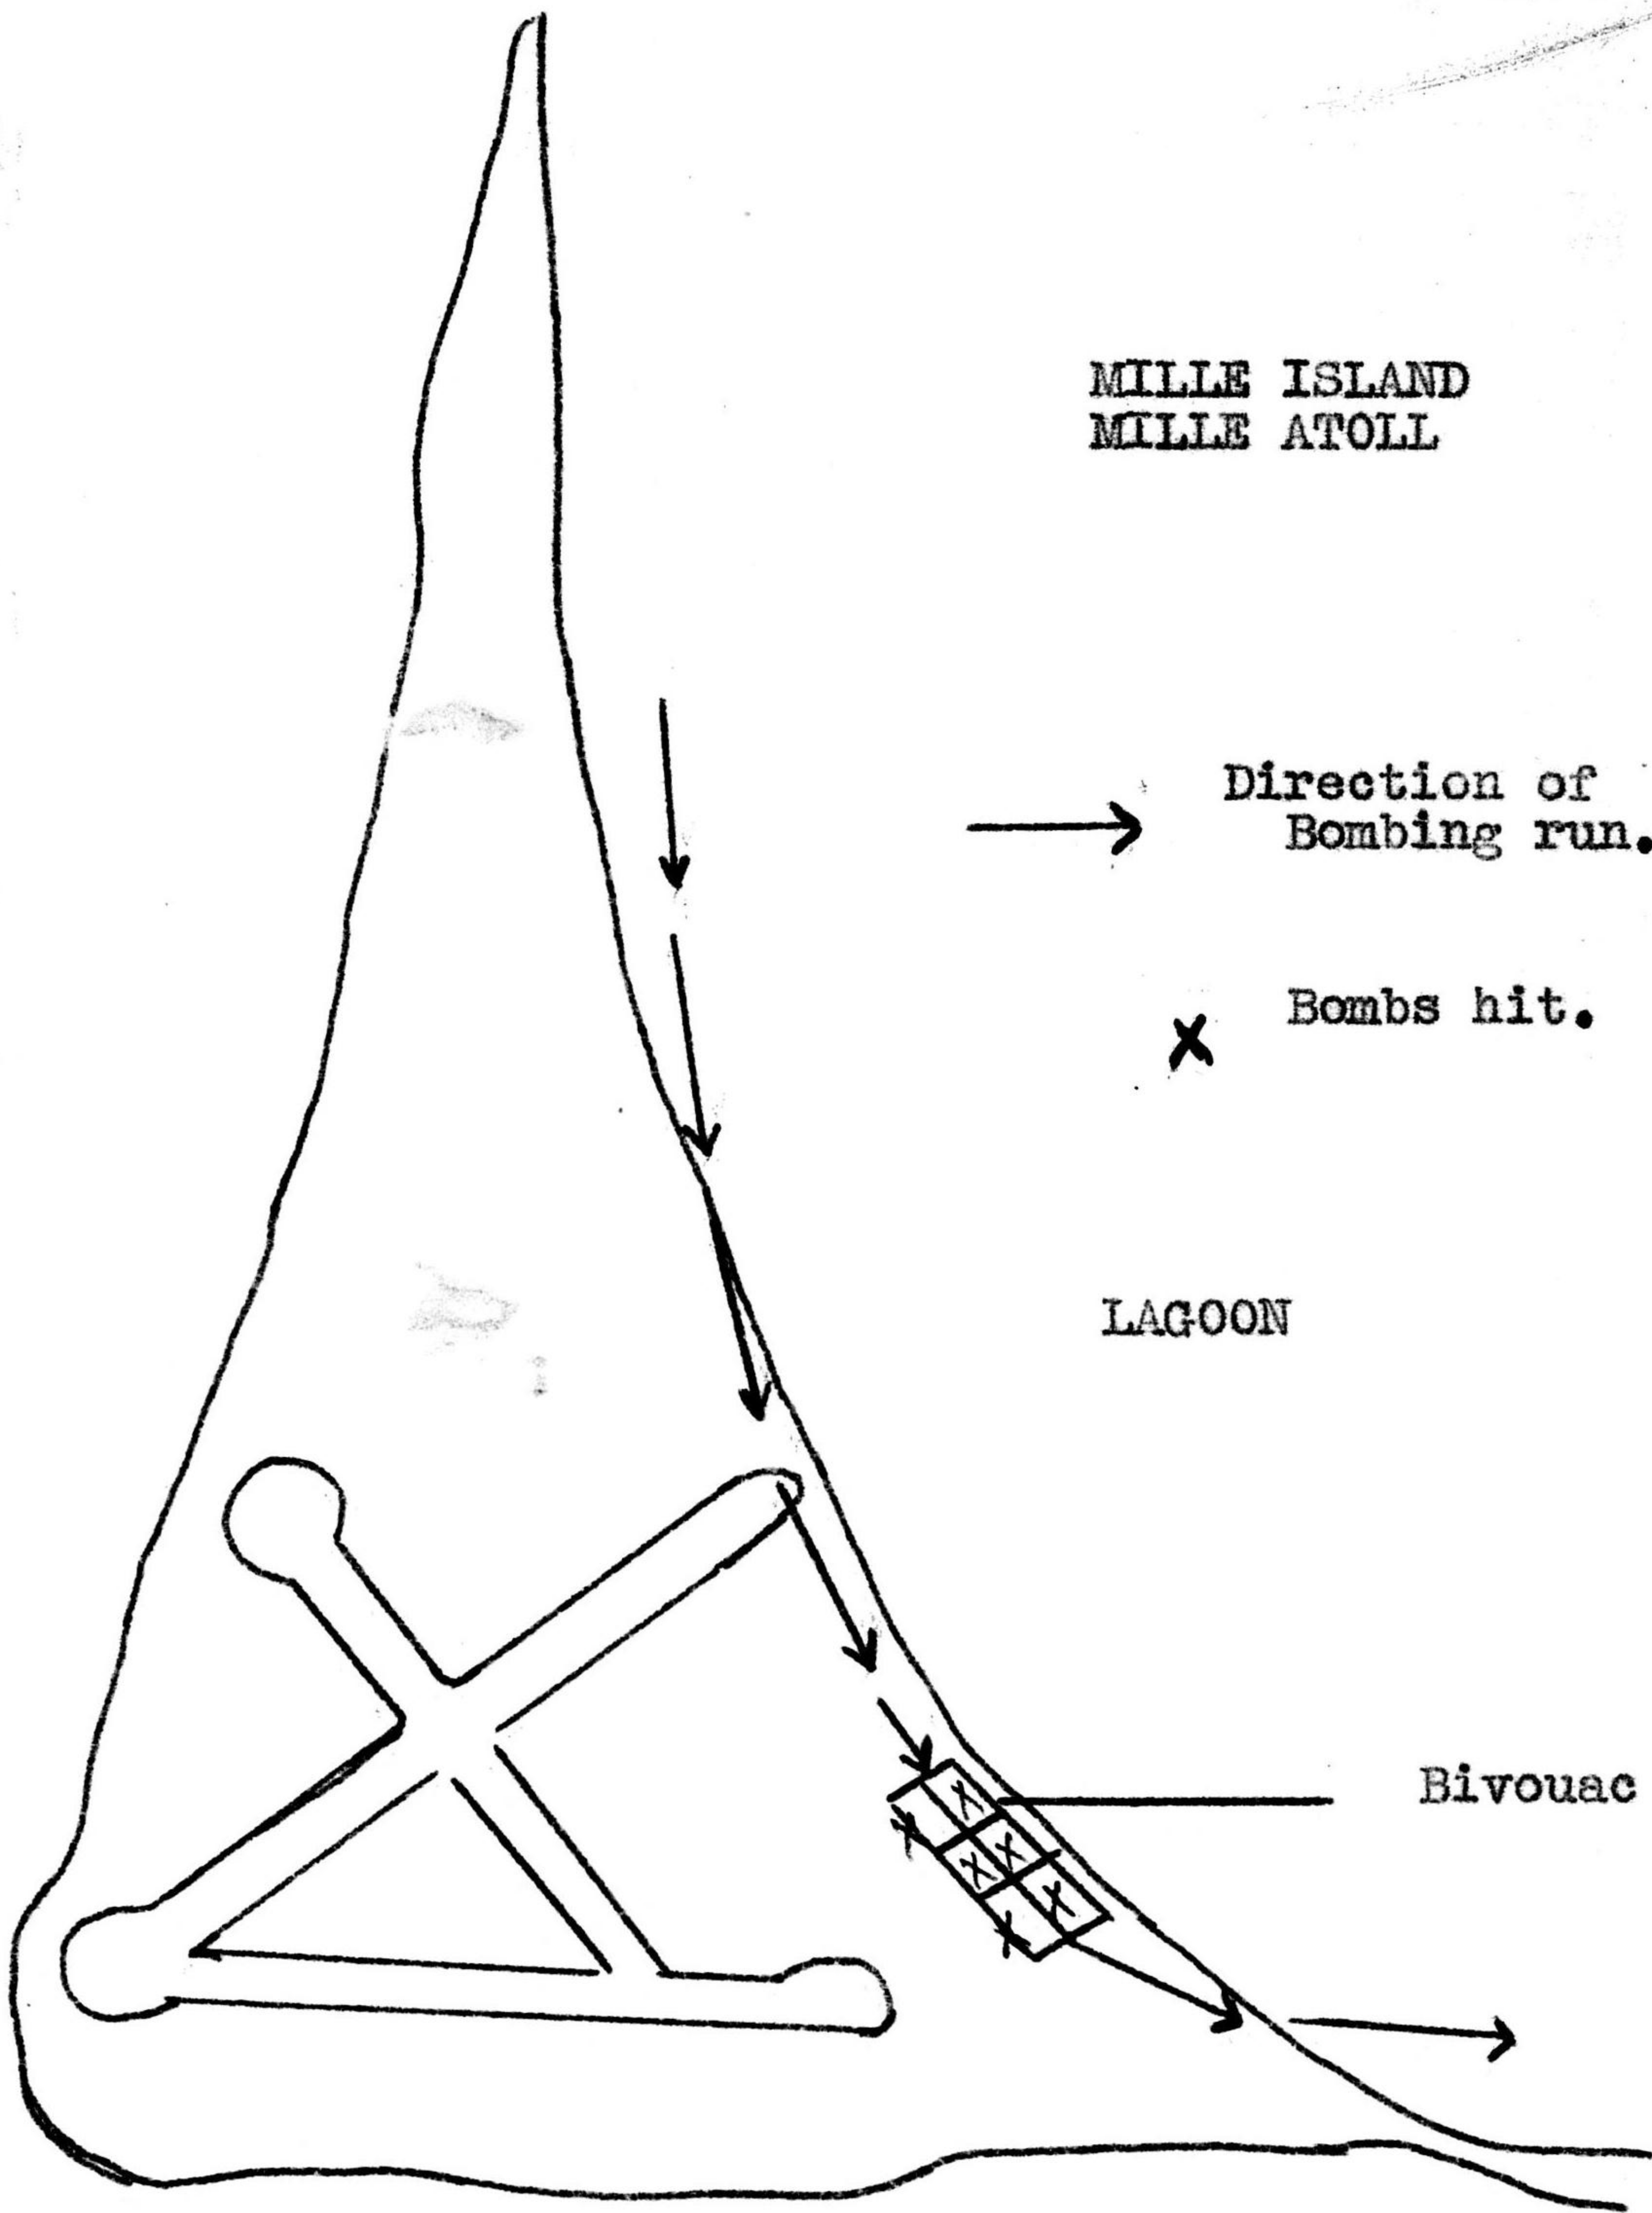 MILLE ISLAND
MILLE ATOLL
Direction of
Bombing run.
Bombs hit.
LAGOON
Bivouac